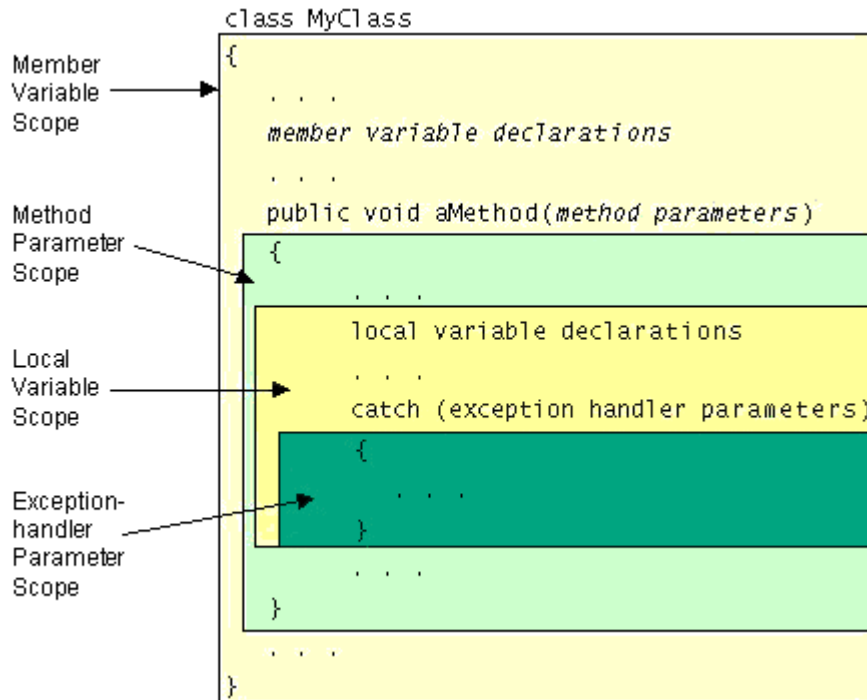 class MyClass
{
. . .
member variable declarations
. . .
public void aMethod(method parameters)
{
. . .
local variable declarations
. . .
catch (exception handler parameters)
{
. . .
}
. . .
}
. . .
}
Member
Variable
Scope
Method
Parameter
Scope
Local
Variable
Scope
Exception-
handler
Parameter
Scope